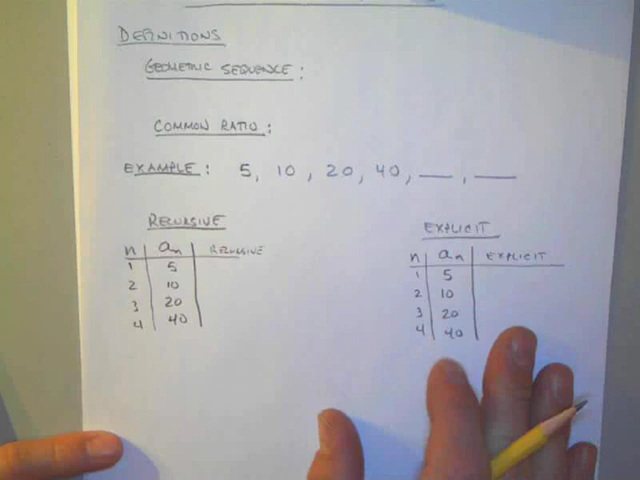 DEFINITIONS
GEOMETRIC SEQUENCE:
COMMON RATIO:
EXAMPLE: 5, 10, 20, 40, ___, ___
RECURSIVE
n an RECURSIVE
1 5
2 10
3 20
4 40
EXPLICIT
n an EXPLICIT
1 5
2 10
3 20
4 40